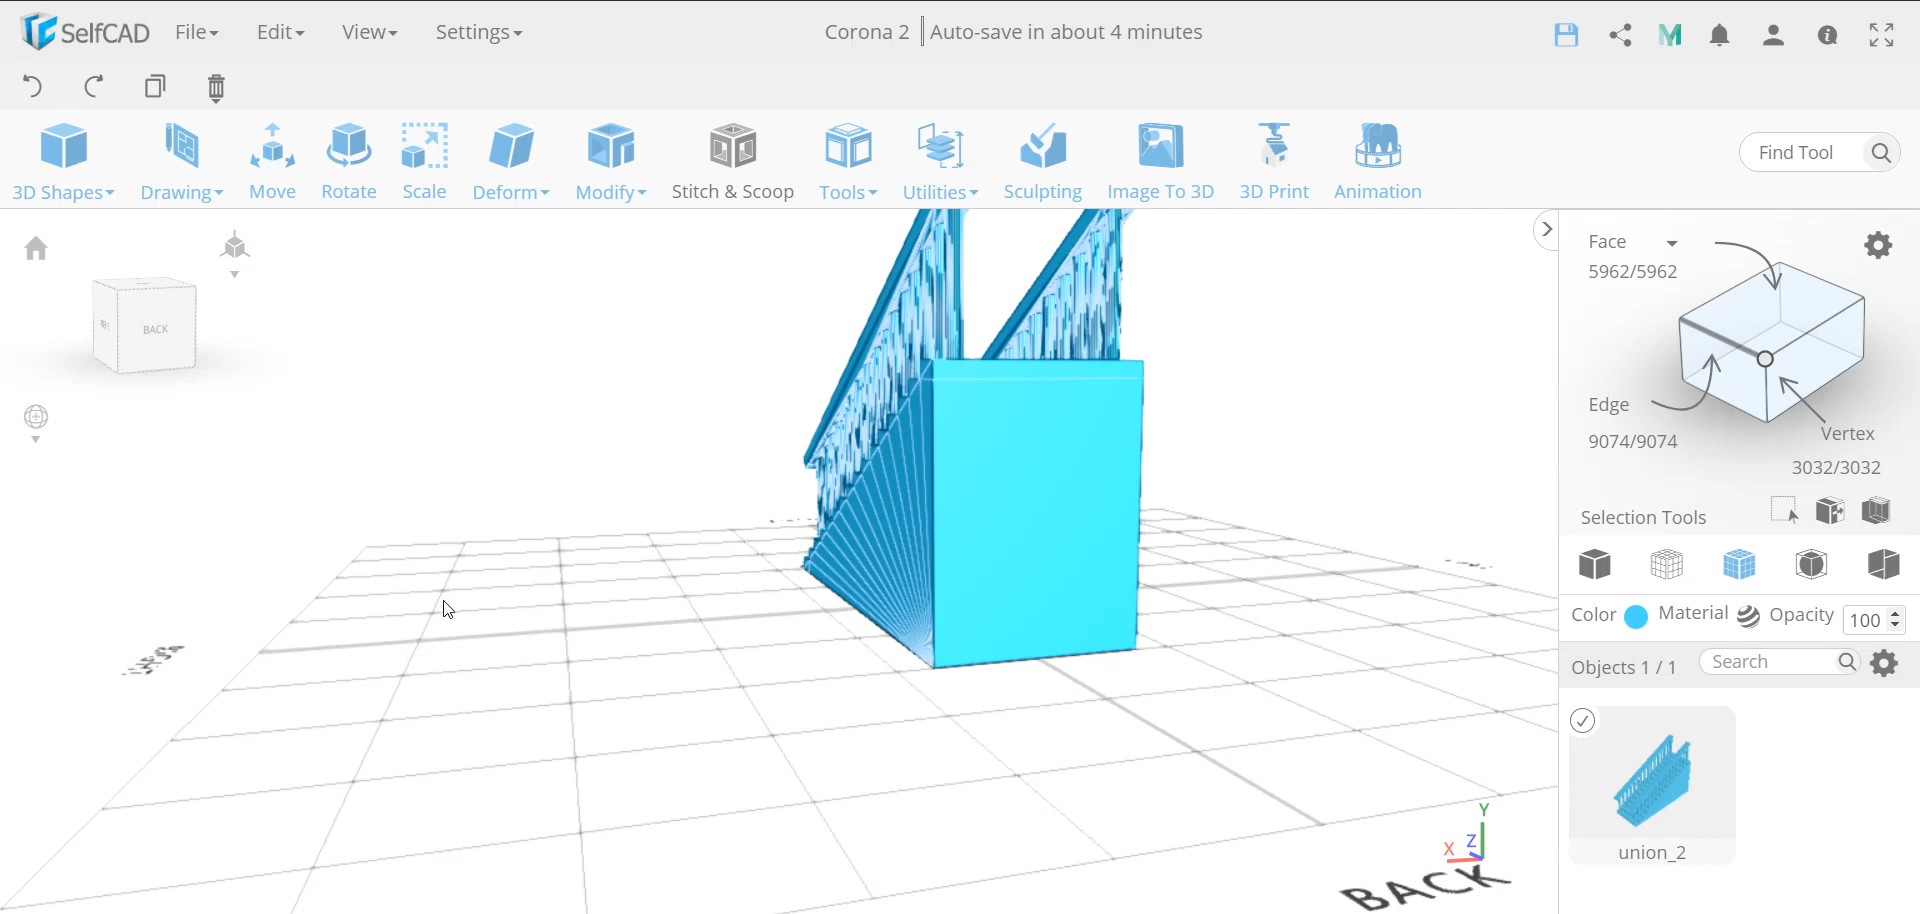 SelfCAD File Edit View Settings Corona 2 Auto-save in about 4 minutes
3D Shapes Drawing Move Rotate Scale Deform Modify Stitch & Scoop Tools Utilities Sculpting Image To 3D 3D Print Animation Find Tool
Face
5962/5962
BACK
Edge
9074/9074
Vertex
3032/3032
Selection Tools
Color Material Opacity 100
Objects 1 / 1 Search
union_2
Y
X Z
BACK